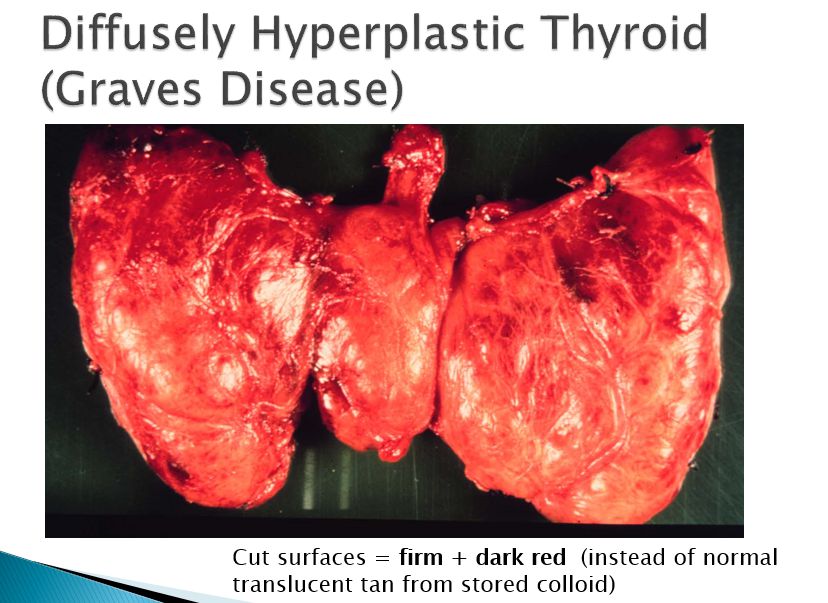 Diffusely Hyperplastic Thyroid
(Graves Disease)
Cut surfaces = firm + dark red (instead of normal
translucent tan from stored colloid)